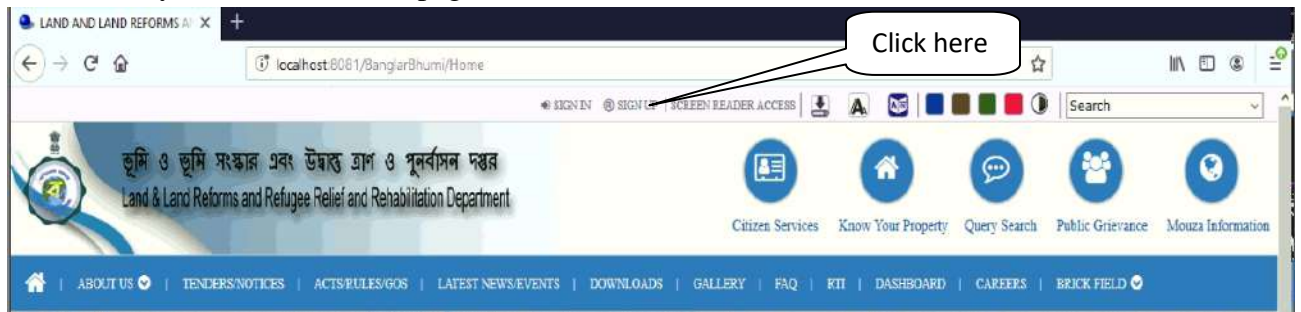 LAND AND LAND REFORMS A
Click here
localhost:8081/BanglarBhumi/Home
SIGN IN SIGN UP | SCREEN READER ACCESS | A | Search
ভূমি ও ভূমি সংস্কার এবং উদ্বাস্তু ত্রাণ ও পুনর্বাসন দপ্তর
Land & Land Reforms and Refugee Relief and Rehabilitation Department
Citizen Services Know Your Property Query Search Public Grievance Mouza Information
ABOUT US | TENDERS/NOTICES | ACTS/RULES/GOS | LATEST NEWS/EVENTS | DOWNLOADS | GALLERY | FAQ | RTI | DASHBOARD | CAREERS | BRICK FIELD